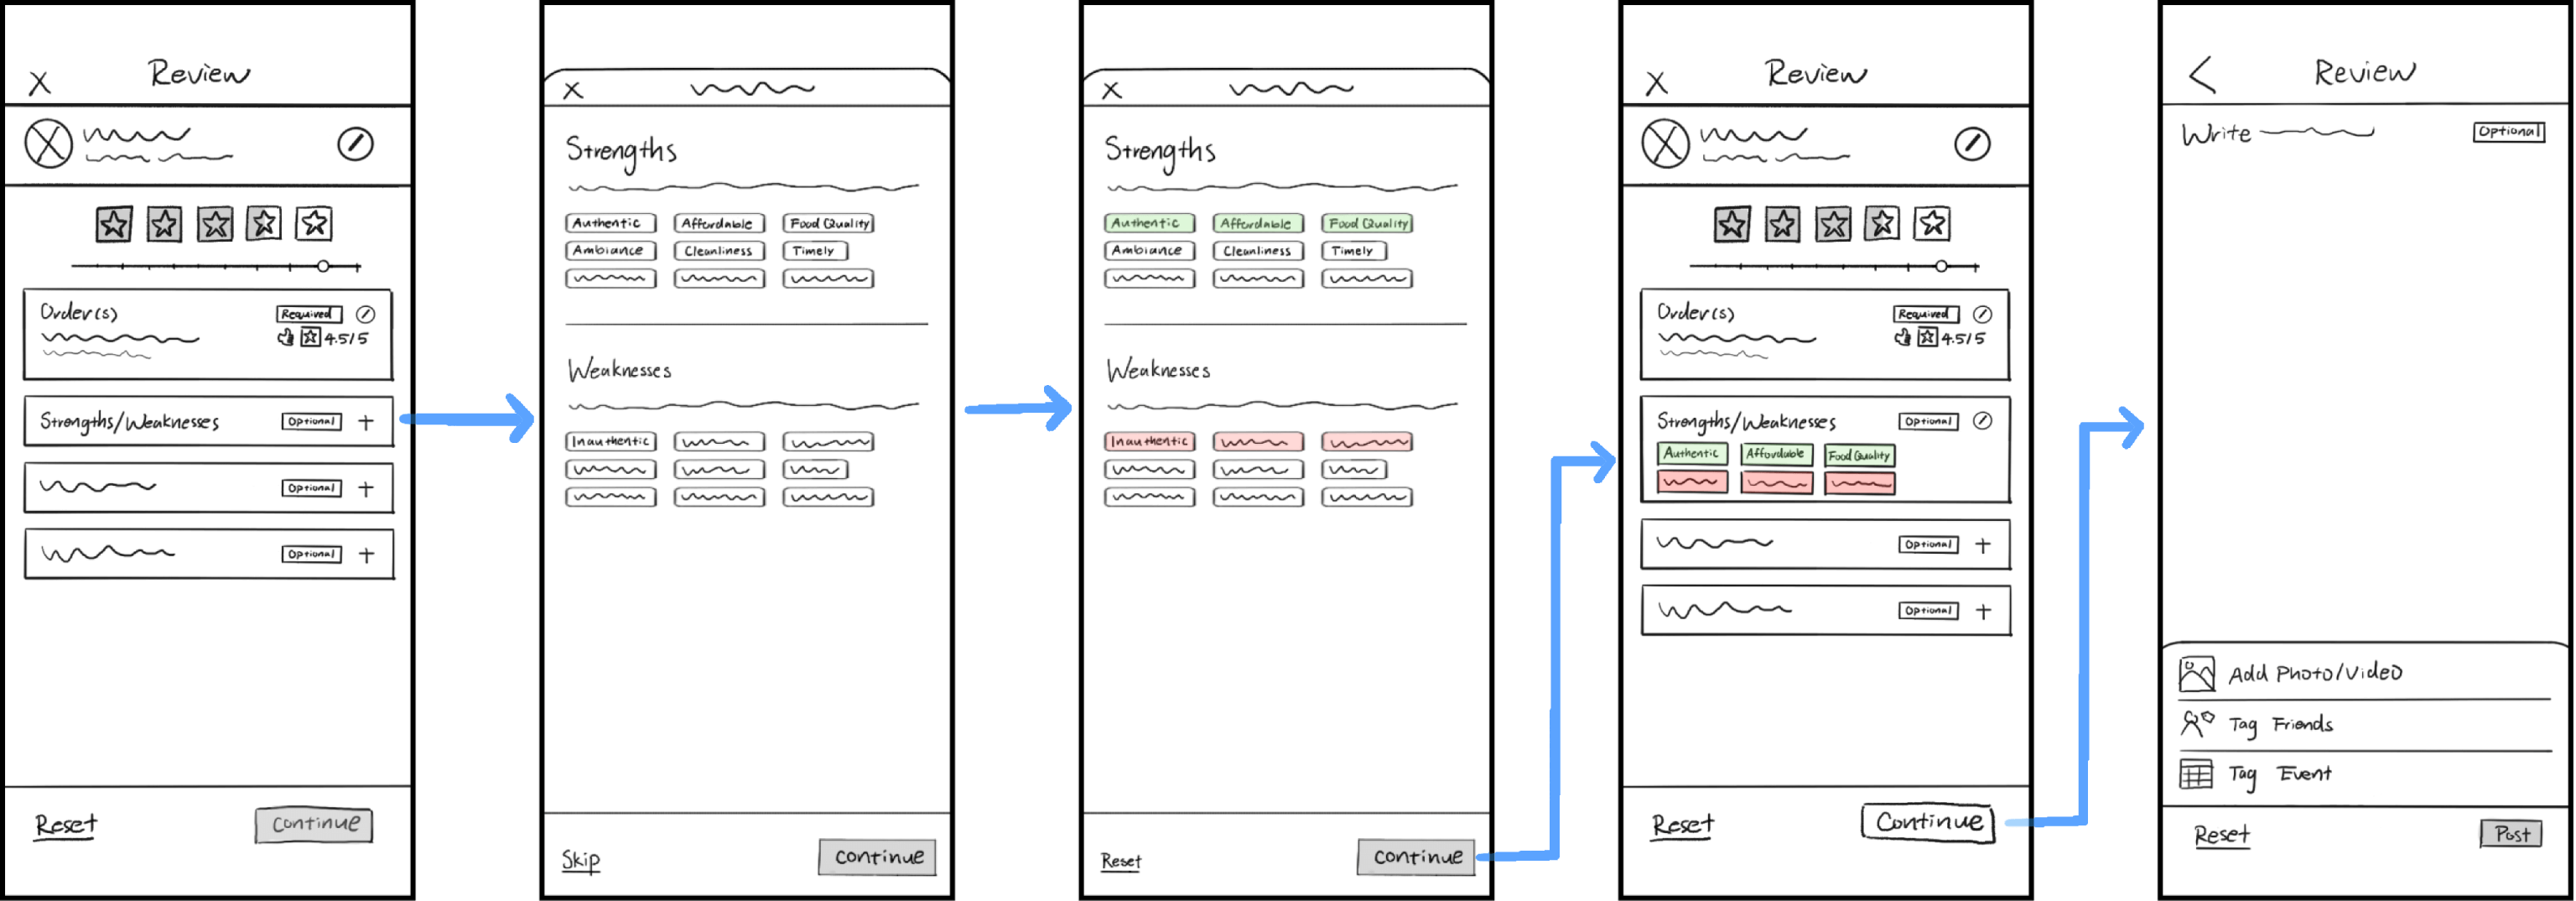 Review
X
Order(s)
Required
4.5/5
Strengths/Weaknesses
Optional
+
Optional
+
Optional
+
Reset
Continue
X
Strengths
Authentic
Affordable
Food Quality
Ambiance
Cleanliness
Timely
Weaknesses
Inauthentic
Skip
Continue
X
Strengths
Authentic
Affordable
Food Quality
Ambiance
Cleanliness
Timely
Weaknesses
Inauthentic
Reset
Continue
Review
X
Order(s)
Required
4.5/5
Strengths/Weaknesses
Optional
Authentic
Affordable
Food Quality
Optional
+
Optional
+
Reset
Continue
Review
Write
Optional
Add Photo/Video
Tag Friends
Tag Event
Reset
Post